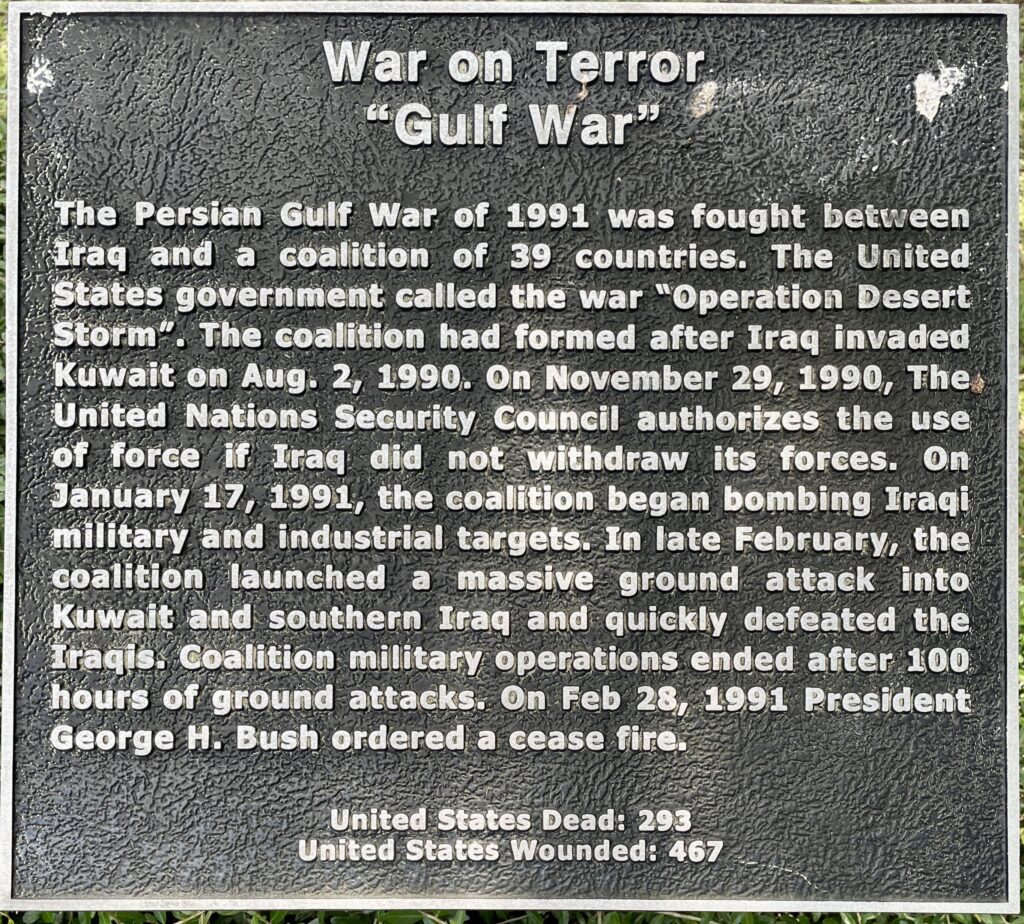 War on Terror
“Gulf War”
The Persian Gulf War of 1991 was fought between
Iraq and a coalition of 39 countries. The United
States government called the war “Operation Desert
Storm”. The coalition had formed after Iraq invaded
Kuwait on Aug. 2, 1990. On November 29, 1990, The
United Nations Security Council authorizes the use
of force if Iraq did not withdraw its forces. On
January 17, 1991, the coalition began bombing Iraqi
military and industrial targets. In late February, the
coalition launched a massive ground attack into
Kuwait and southern Iraq and quickly defeated the
Iraqis. Coalition military operations ended after 100
hours of ground attacks. On Feb 28, 1991 President
George H. Bush ordered a cease fire.
United States Dead: 293
United States Wounded: 467